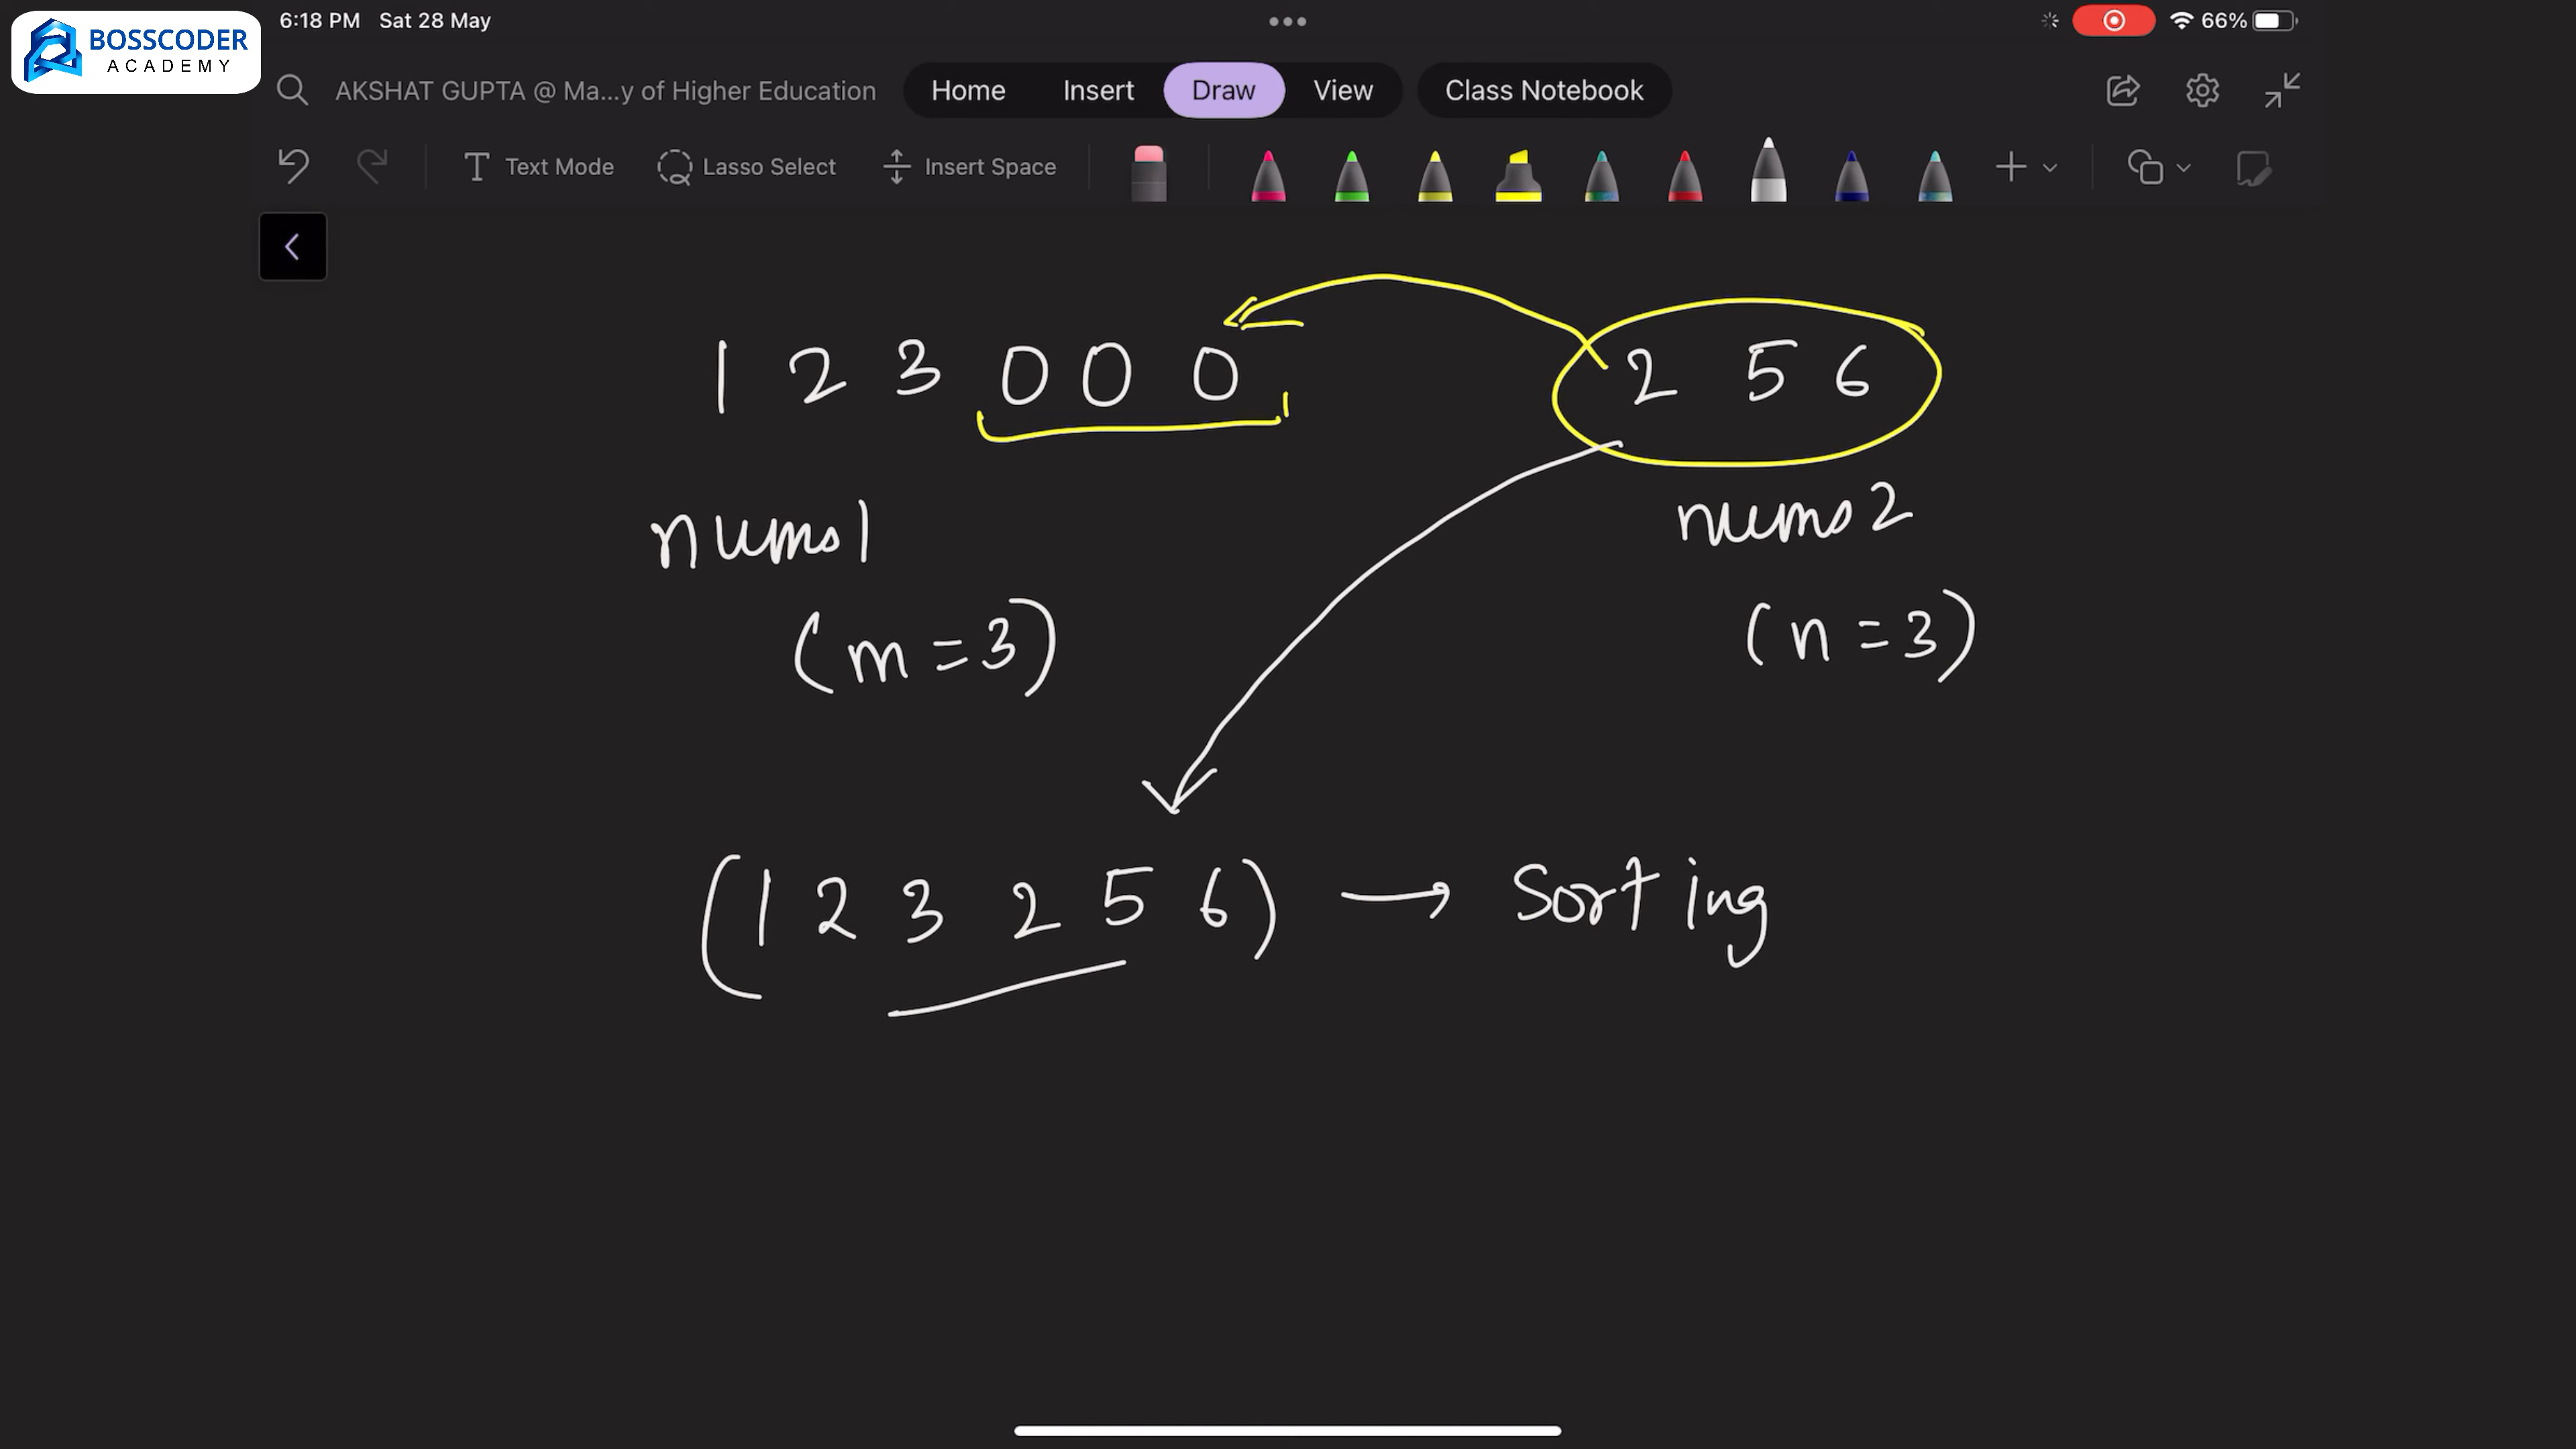 BOSSCODER
ACADEMY
6:18 PM Sat 28 May
66%
AKSHAT GUPTA @ Ma...y of Higher Education
Home Insert Draw View Class Notebook
Text Mode Lasso Select Insert Space
1 2 3 0 0 0 2 5 6
nums1 nums2
(m=3) (n=3)
(1 2 3 2 5 6) → Sorting